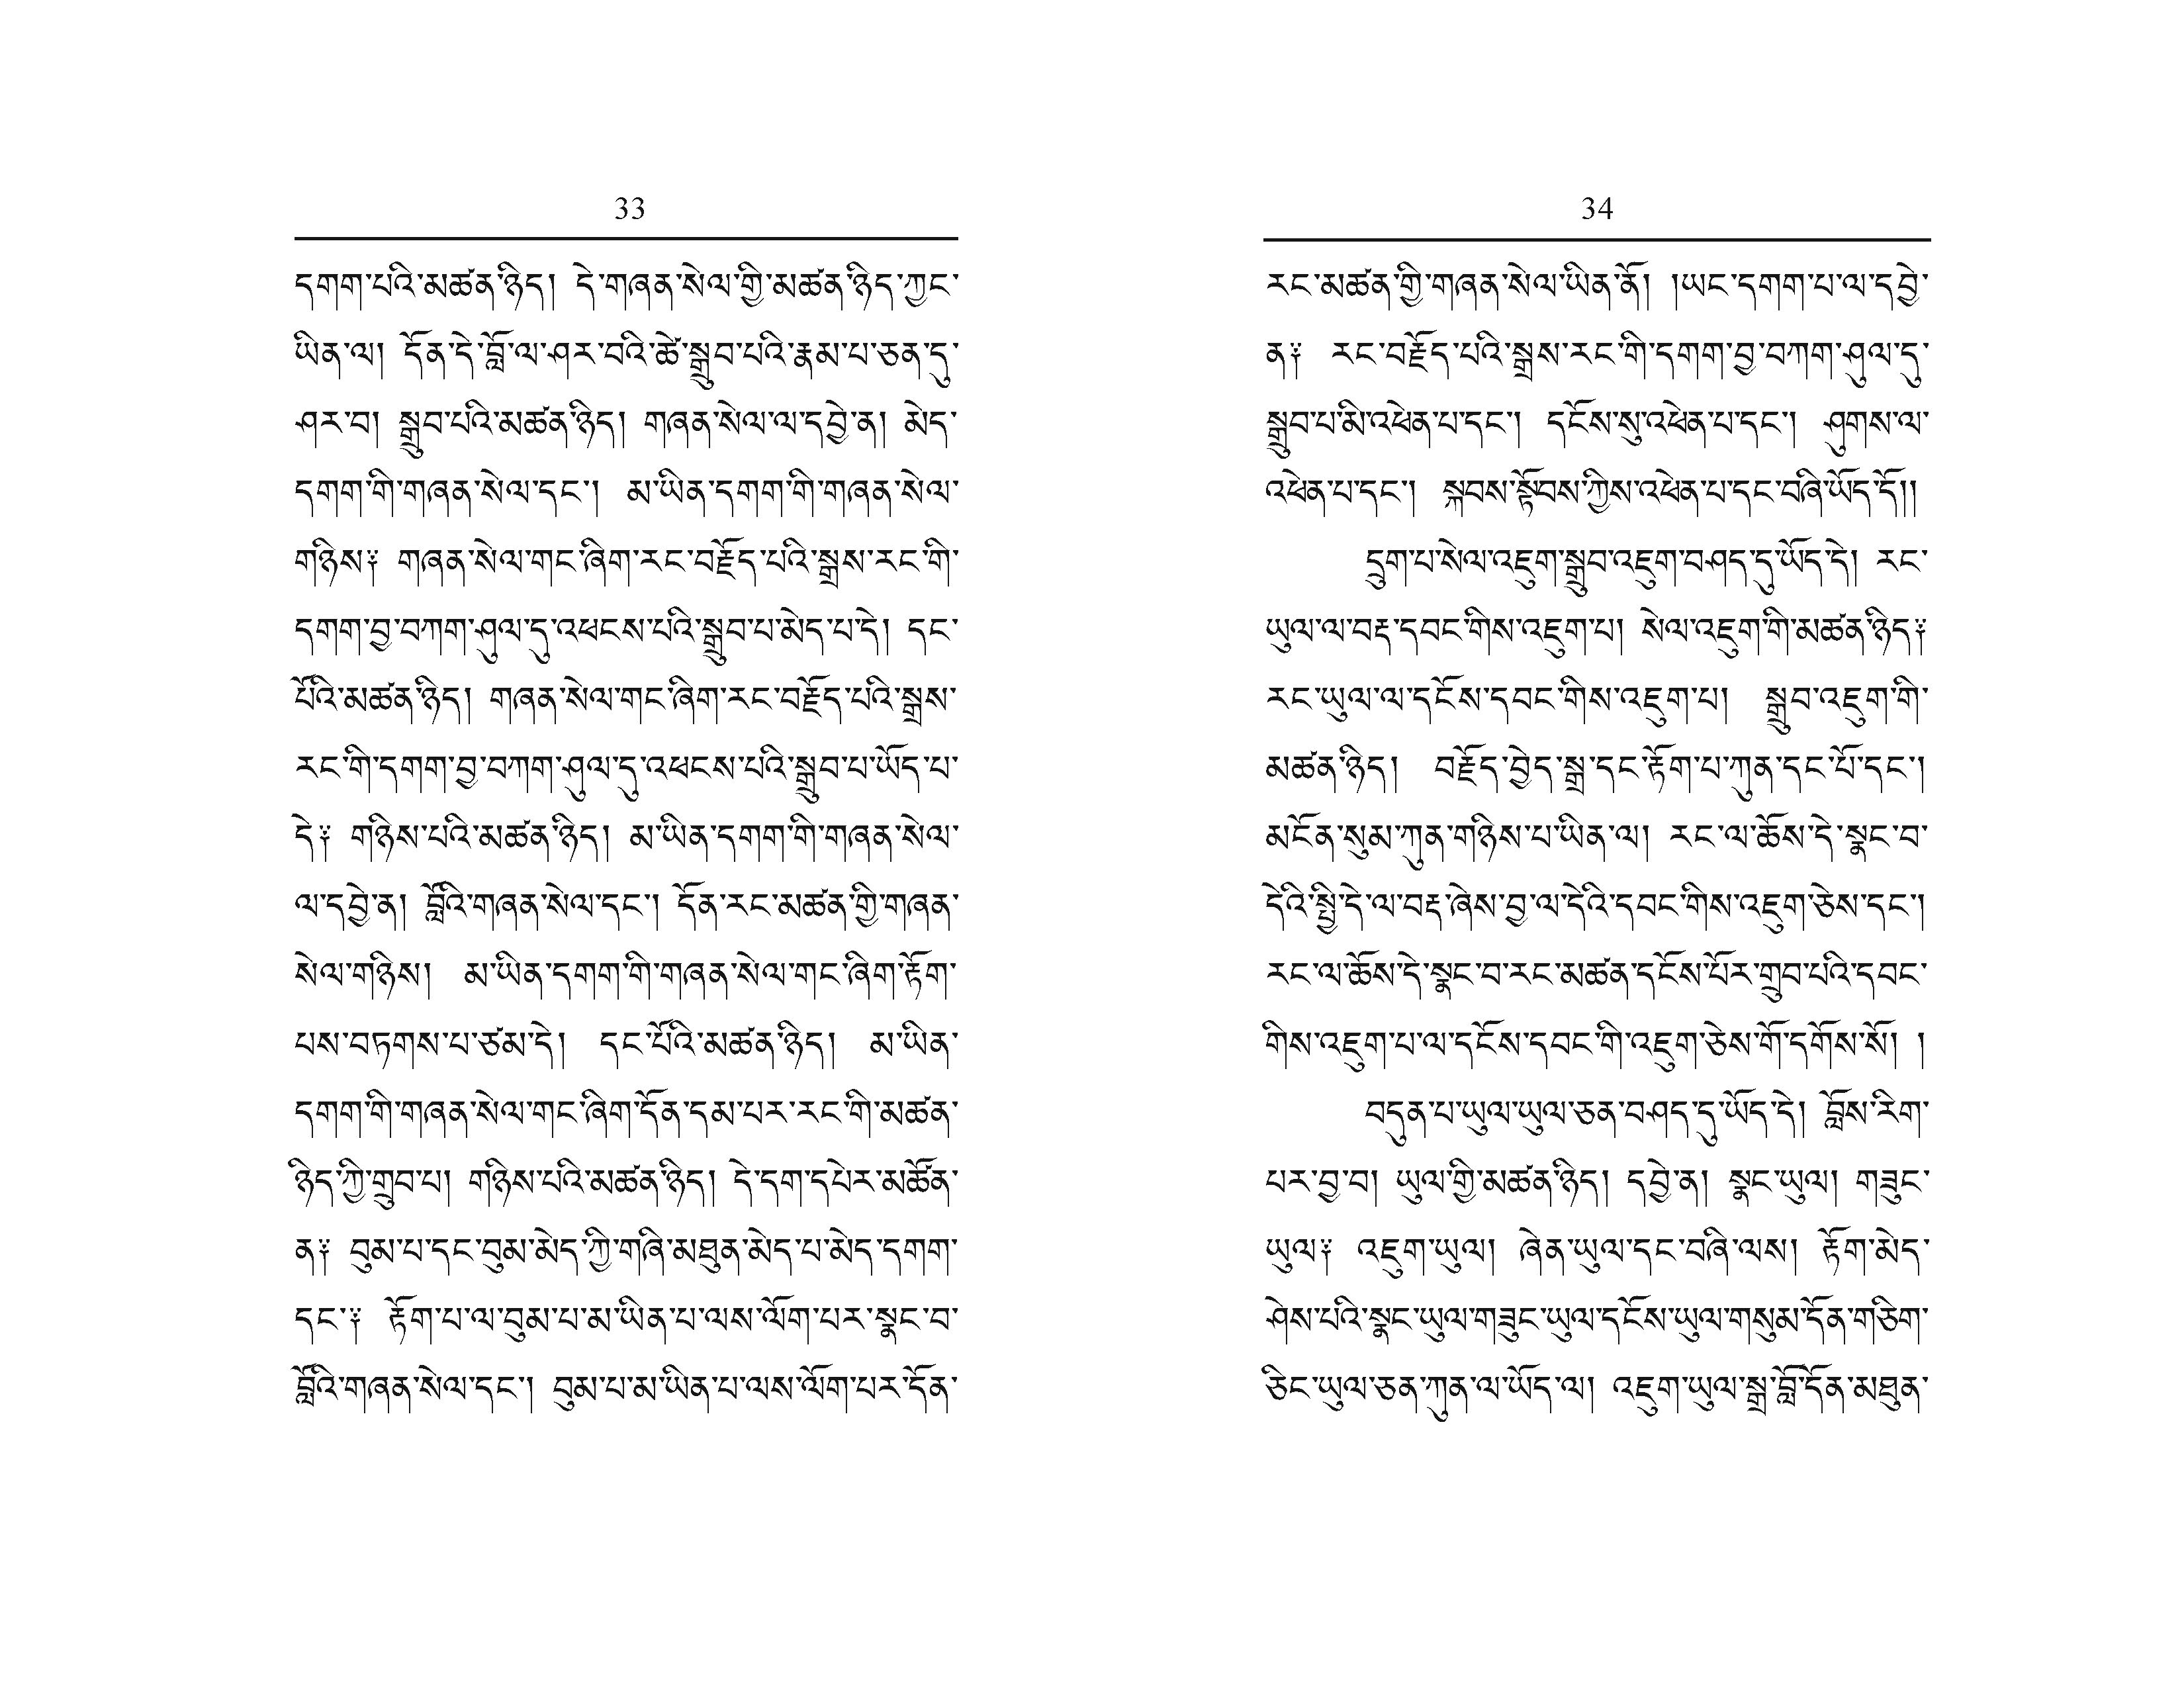 33
དགག་པའི་མཚན་ཉིད། དེ་གཞན་སེལ་གྱི་མཚན་ཉིད་ཀྱང་
ཡིན་ལ། དོན་དེ་བློ་ལ་ཤར་བའི་ཚེ་སྒྲུབ་པའི་རྣམ་པ་ཅན་དུ་
ཤར་བ། སྒྲུབ་པའི་མཚན་ཉིད། གཞན་སེལ་ལ་དབྱེ་ན། མེད་
དགག་གི་གཞན་སེལ་དང་། མ་ཡིན་དགག་གི་གཞན་སེལ་
གཉིས༑ གཞན་སེལ་གང་ཞིག་རང་བརྗོད་པའི་སྒྲས་རང་གི་
དགག་བྱ་བཀག་ཤུལ་དུ་འཕངས་པའི་སྒྲུབ་པ་མེད་པ་དེ། དང་
པོའི་མཚན་ཉིད། གཞན་སེལ་གང་ཞིག་རང་བརྗོད་པའི་སྒྲས་
རང་གི་དགག་བྱ་བཀག་ཤུལ་དུ་འཕངས་པའི་སྒྲུབ་པ་ཡོད་པ་
དེ༑ གཉིས་པའི་མཚན་ཉིད། མ་ཡིན་དགག་གི་གཞན་སེལ་
ལ་དབྱེ་ན། བློའི་གཞན་སེལ་དང་། དོན་རང་མཚན་གྱི་གཞན་
སེལ་གཉིས། མ་ཡིན་དགག་གི་གཞན་སེལ་གང་ཞིག་རྟོག་
པས་བཏགས་པ་ཙམ་དེ། དང་པོའི་མཚན་ཉིད། མ་ཡིན་
དགག་གི་གཞན་སེལ་གང་ཞིག་དོན་དམ་པར་རང་གི་མཚན་
ཉིད་ཀྱི་གྲུབ་པ། གཉིས་པའི་མཚན་ཉིད། དེ་དག་དཔེར་མཚོན་
ན༑ བུམ་པ་དང་བུམ་མེད་ཀྱི་གཞི་མཐུན་མེད་པ་མེད་དགག་
དང་༑ རྟོག་པ་ལ་བུམ་པ་མ་ཡིན་པ་ལས་ལོག་པར་སྣང་བ་
བློའི་གཞན་སེལ་དང་། བུམ་པ་མ་ཡིན་པ་ལས་ལོག་པར་དོན་
34
རང་མཚན་གྱི་གཞན་སེལ་ཡིན་ནོ། །ཡང་དགག་པ་ལ་དབྱེ་
ན༑ རང་བརྗོད་པའི་སྒྲས་རང་གི་དགག་བྱ་བཀག་ཤུལ་དུ་
སྒྲུབ་པ་མི་འཕེན་པ་དང་། དངོས་སུ་འཕེན་པ་དང་། ཤུགས་ལ་
འཕེན་པ་དང་། སྐབས་སྟོབས་ཀྱིས་འཕེན་པ་དང་བཞི་ཡོད་དོ།།
དྲུག་པ་སེལ་འཇུག་སྒྲུབ་འཇུག་བཤད་དུ་ཡོད་དེ། རང་
ཡུལ་ལ་བརྡ་དབང་གིས་འཇུག་པ། སེལ་འཇུག་གི་མཚན་ཉིད༑
རང་ཡུལ་ལ་དངོས་དབང་གིས་འཇུག་པ། སྒྲུབ་འཇུག་གི་
མཚན་ཉིད། བརྗོད་བྱེད་སྒྲ་དང་རྟོག་པ་ཀུན་དང་པོ་དང་།
མངོན་སུམ་ཀུན་གཉིས་པ་ཡིན་ལ། རང་ལ་ཆོས་དེ་སྣང་བ་
དེའི་སྤྱི་དེ་ལ་བརྡ་ཞེས་བྱ་ལ་དེའི་དབང་གིས་འཇུག་ཅེས་དང་།
རང་ལ་ཆོས་དེ་སྣང་བ་རང་མཚན་དངོས་པོར་གྲུབ་པའི་དབང་
གིས་འཇུག་པ་ལ་དངོས་དབང་གི་འཇུག་ཅེས་གོ་དགོས་སོ། །
བདུན་པ་ཡུལ་ཡུལ་ཅན་བཤད་དུ་ཡོད་དེ། བློས་རིག་
པར་བྱ་བ། ཡུལ་གྱི་མཚན་ཉིད། དབྱེ་ན། སྣང་ཡུལ། གཟུང་
ཡུལ༑ འཇུག་ཡུལ། ཞེན་ཡུལ་དང་བཞི་ལས། རྟོག་མེད་
ཤེས་པའི་སྣང་ཡུལ་གཟུང་ཡུལ་དངོས་ཡུལ་གསུམ་དོན་གཅིག་
ཅིང་ཡུལ་ཅན་ཀུན་ལ་ཡོད་ལ། འཇུག་ཡུལ་སྒྲ་བློ་དོན་མཐུན་